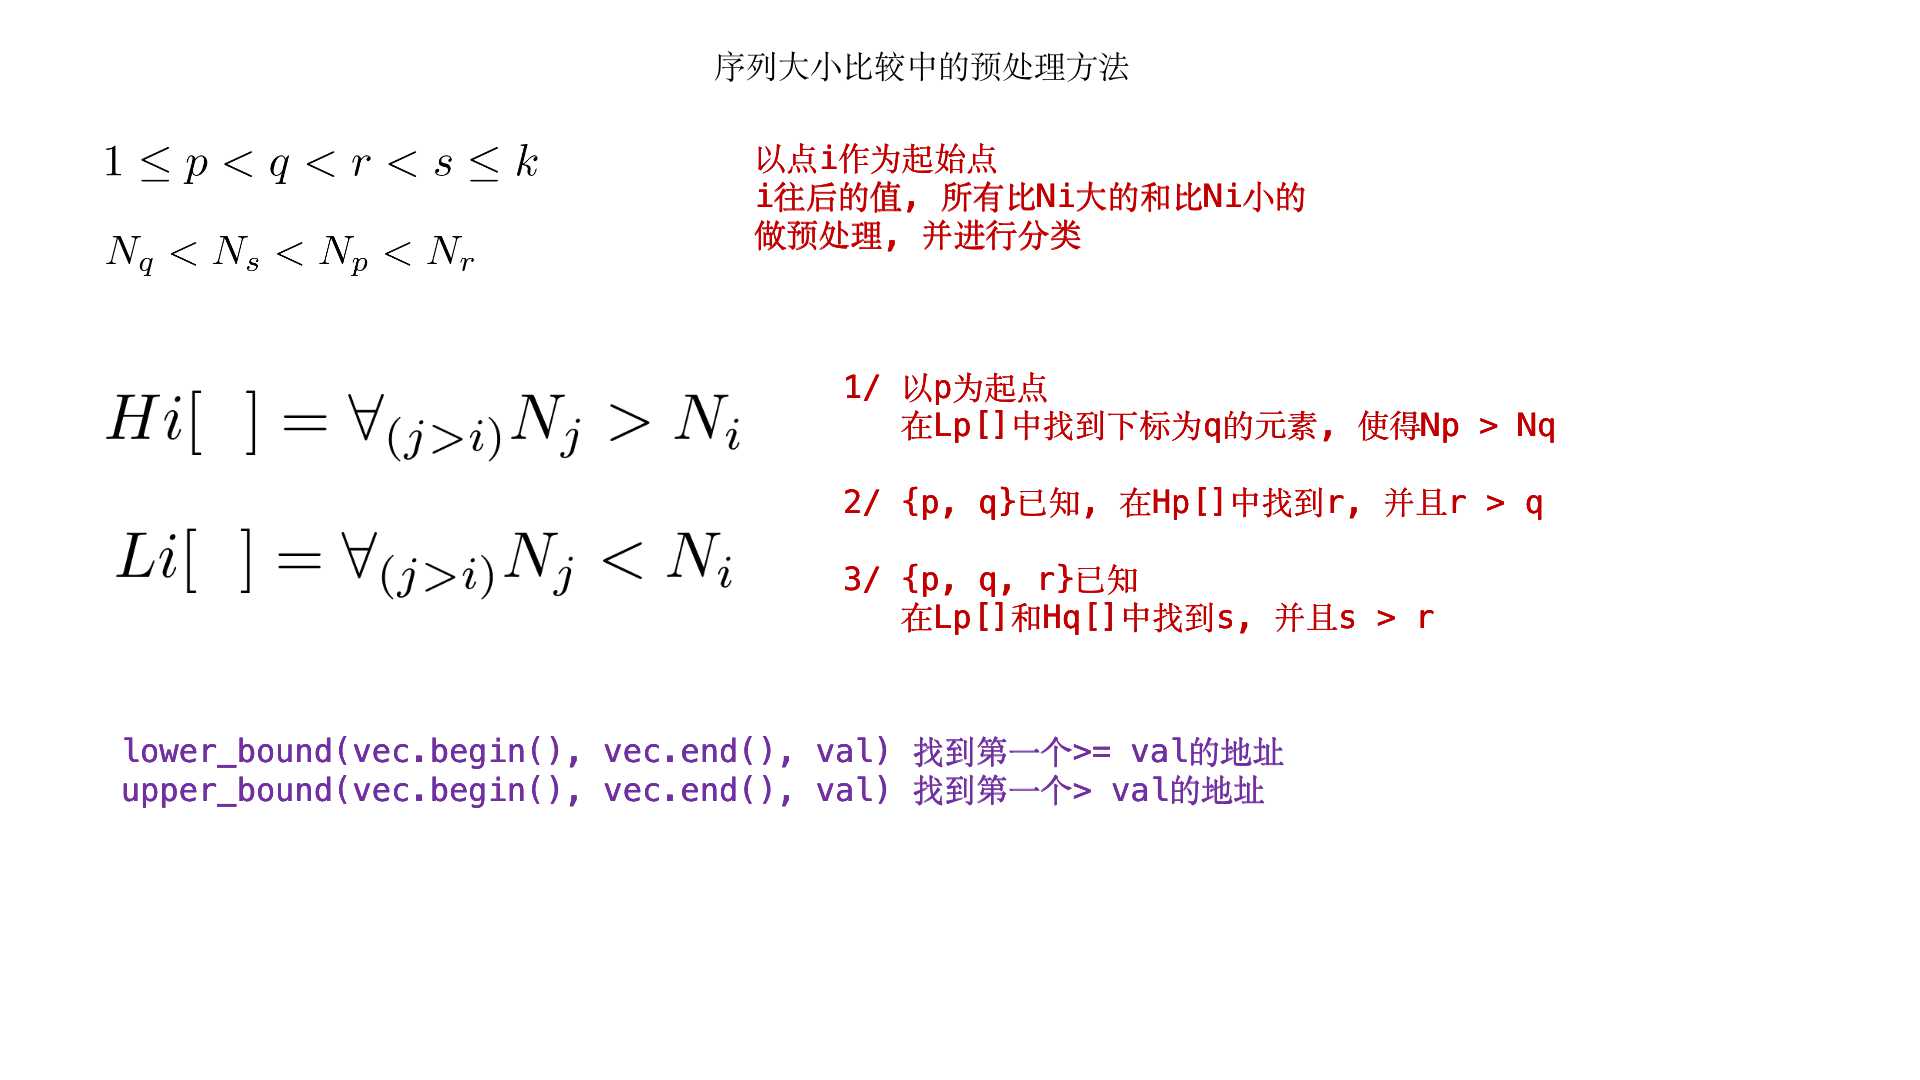 序列大小比较中的预处理方法
1 ≤ p < q < r < s ≤ k
N_q < N_s < N_p < N_r
以点i作为起始点
i往后的值, 所有比Ni大的和比Ni小的
做预处理, 并进行分类
Hi[ ] = ∀_(j>i) N_j > N_i
Li[ ] = ∀_(j>i) N_j < N_i
1/ 以p为起点
在Lp[]中找到下标为q的元素, 使得Np > Nq
2/ {p, q}已知, 在Hp[]中找到r, 并且r > q
3/ {p, q, r}已知
在Lp[]和Hq[]中找到s, 并且s > r
lower_bound(vec.begin(), vec.end(), val) 找到第一个>= val的地址
upper_bound(vec.begin(), vec.end(), val) 找到第一个> val的地址